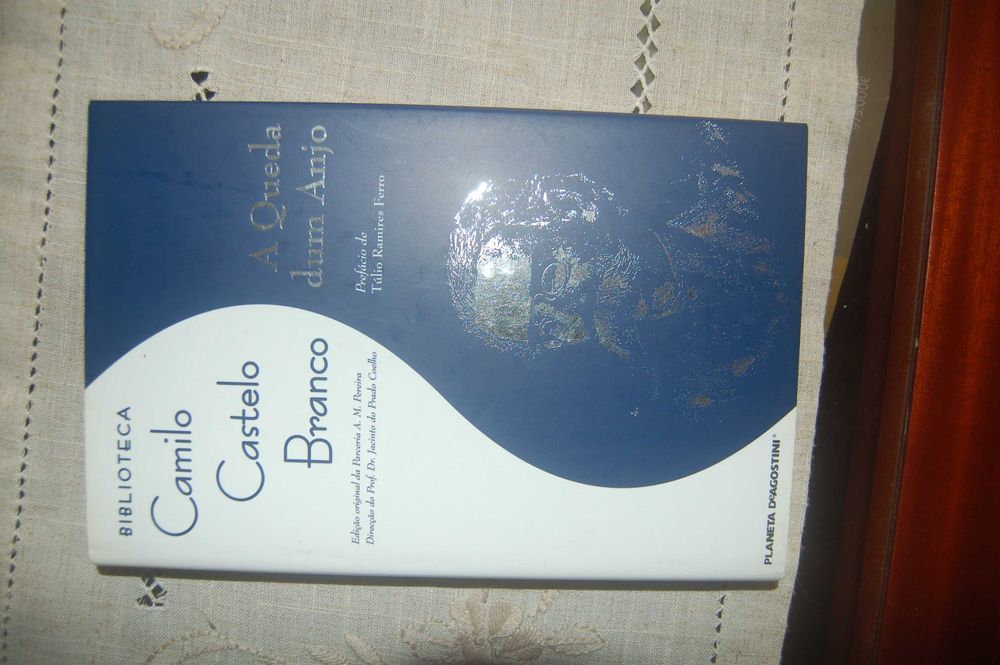 BIBLIOTECA
Camilo
Castelo
Branco
Edição original da Parceria A. M. Pereira
Direcção do Prof. Dr. Jacinto do Prado Coelho
A Queda
dum Anjo
Prefácio de
Túlio Ramires Ferro
PLANETA DeAGOSTINI®